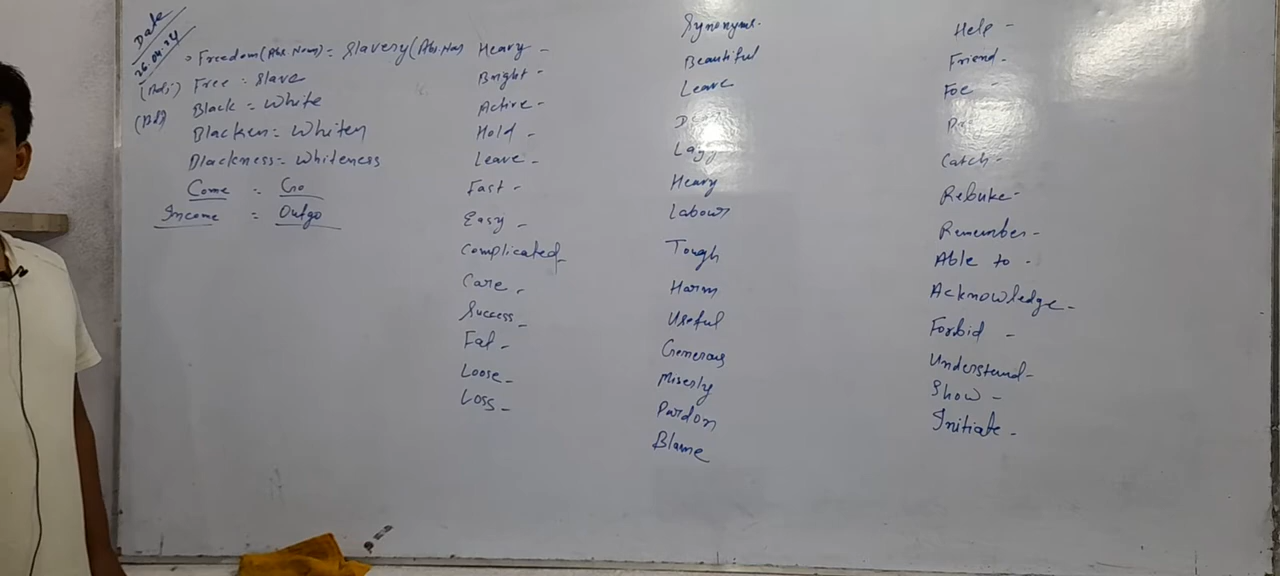 Date
26.04.24
Freedom (Abs. Noun) = Slavery (Abs Nou
(Adj) Free = Slave
Black = White
Blacken = Whiten
Blackness = Whiteness
Come = Go
Income = Outgo
Heavy -
Bright -
Active -
Hold -
Leave -
Fast -
Easy -
Complicated -
Care -
Success -
Fat -
Loose -
Loss -
Synonyms -
Beautiful
Leave
Lazy
Heavy
Labour
Tough
Harm
Useful
Generous
Miserly
Pardon
Blame
Help -
Friend -
Foe -
Catch -
Rebuke -
Remember -
Able to -
Acknowledge -
Forbid -
Understand -
Show -
Initiate -